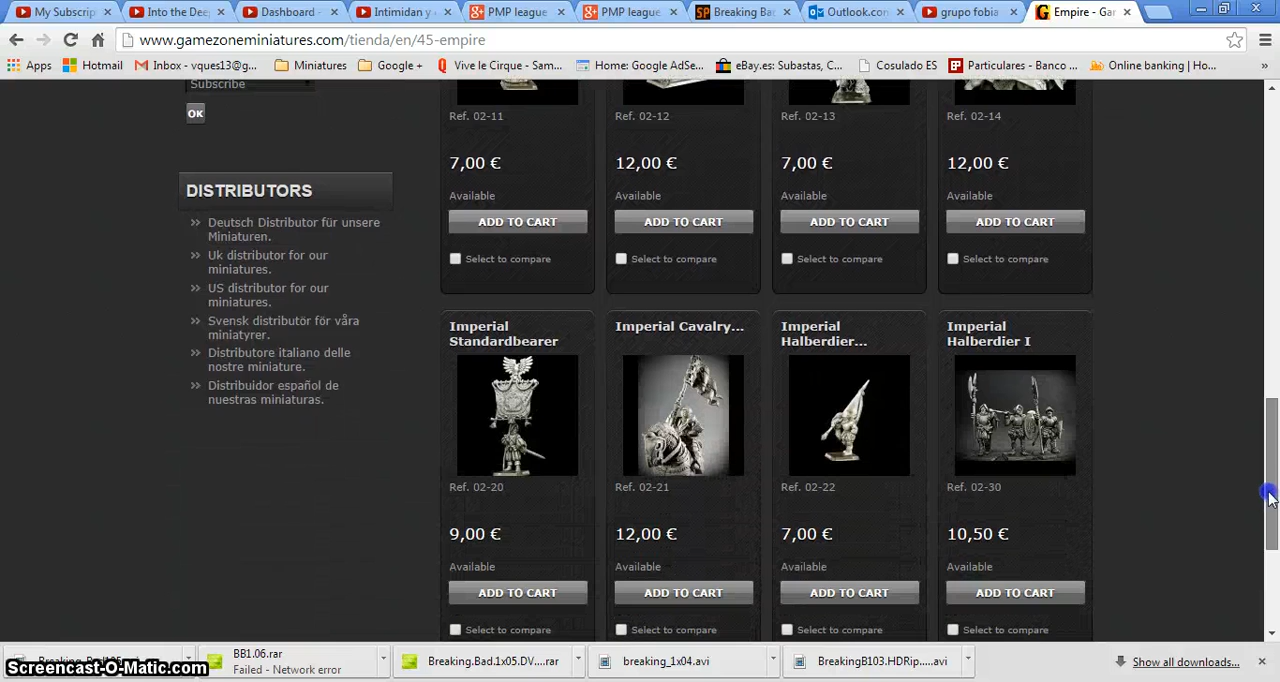 My Subscrip
Into the Dee
Dashboard -
Intimidan y
PMP league
PMP league
Breaking Ba
Outlook.con
grupo fobia
Empire - Gar
www.gamezoneminiatures.com/tienda/en/45-empire
Apps
Hotmail
Inbox - vques13@g...
Miniatures
Google +
Vive le Cirque - Sam...
Home: Google AdSe...
eBay.es: Subastas, C...
Cosulado ES
Particulares - Banco ...
Online banking | Ho...
»
Subscribe
OK
DISTRIBUTORS
Deutsch Distributor für unsere
Miniaturen.
Uk distributor for our
miniatures.
US distributor for our
miniatures.
Svensk distributör för våra
miniatyrer.
Distributore italiano delle
nostre miniature.
Distribuidor español de
nuestras miniaturas.
Ref. 02-11
Ref. 02-12
Ref. 02-13
Ref. 02-14
7,00 €
12,00 €
7,00 €
12,00 €
Available
Available
Available
Available
ADD TO CART
ADD TO CART
ADD TO CART
ADD TO CART
Select to compare
Select to compare
Select to compare
Select to compare
Imperial
Standardbearer
Imperial Cavalry...
Imperial
Halberdier...
Imperial
Halberdier I
Ref. 02-20
Ref. 02-21
Ref. 02-22
Ref. 02-30
9,00 €
12,00 €
7,00 €
10,50 €
Available
Available
Available
Available
ADD TO CART
ADD TO CART
ADD TO CART
ADD TO CART
Select to compare
Select to compare
Select to compare
Select to compare
BB1.06.rar
Failed - Network error
Breaking.Bad.1x05.DV....rar
breaking_1x04.avi
BreakingB103.HDRip.....avi
Show all downloads...
Screencast-O-Matic.com